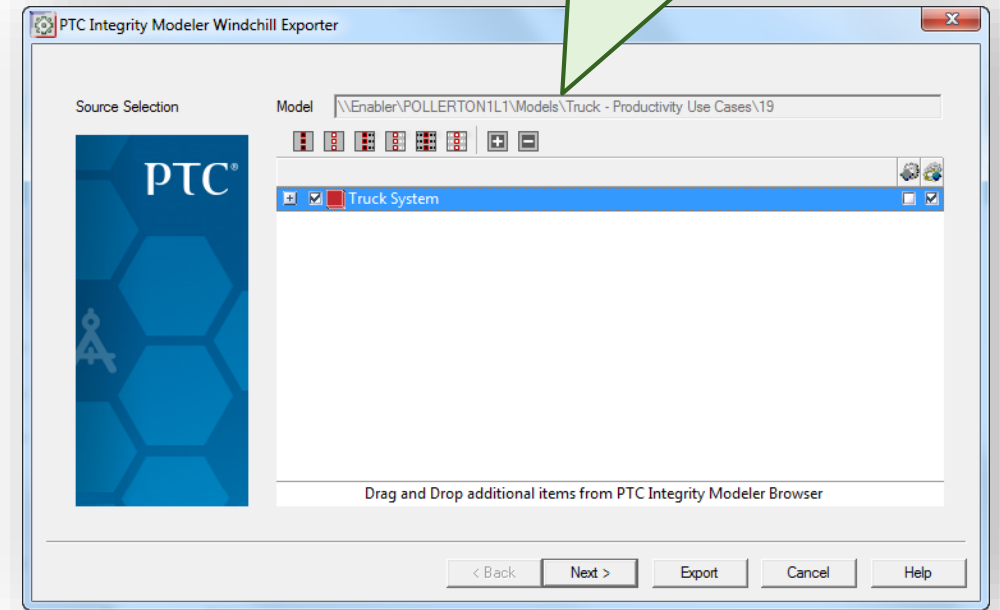 PTC Integrity Modeler Windchill Exporter
Source Selection
Model \\Enabler\POLLERTON1L1\Models\Truck - Productivity Use Cases\19
PTC®
Truck System
Drag and Drop additional items from PTC Integrity Modeler Browser
< Back Next > Export Cancel Help